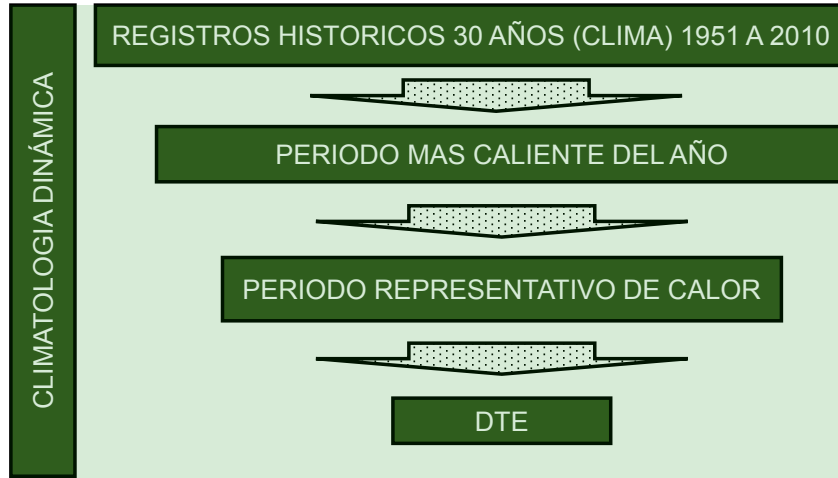 CLIMATOLOGIA DINÁMICA
REGISTROS HISTORICOS 30 AÑOS (CLIMA) 1951 A 2010
PERIODO MAS CALIENTE DEL AÑO
PERIODO REPRESENTATIVO DE CALOR
DTE